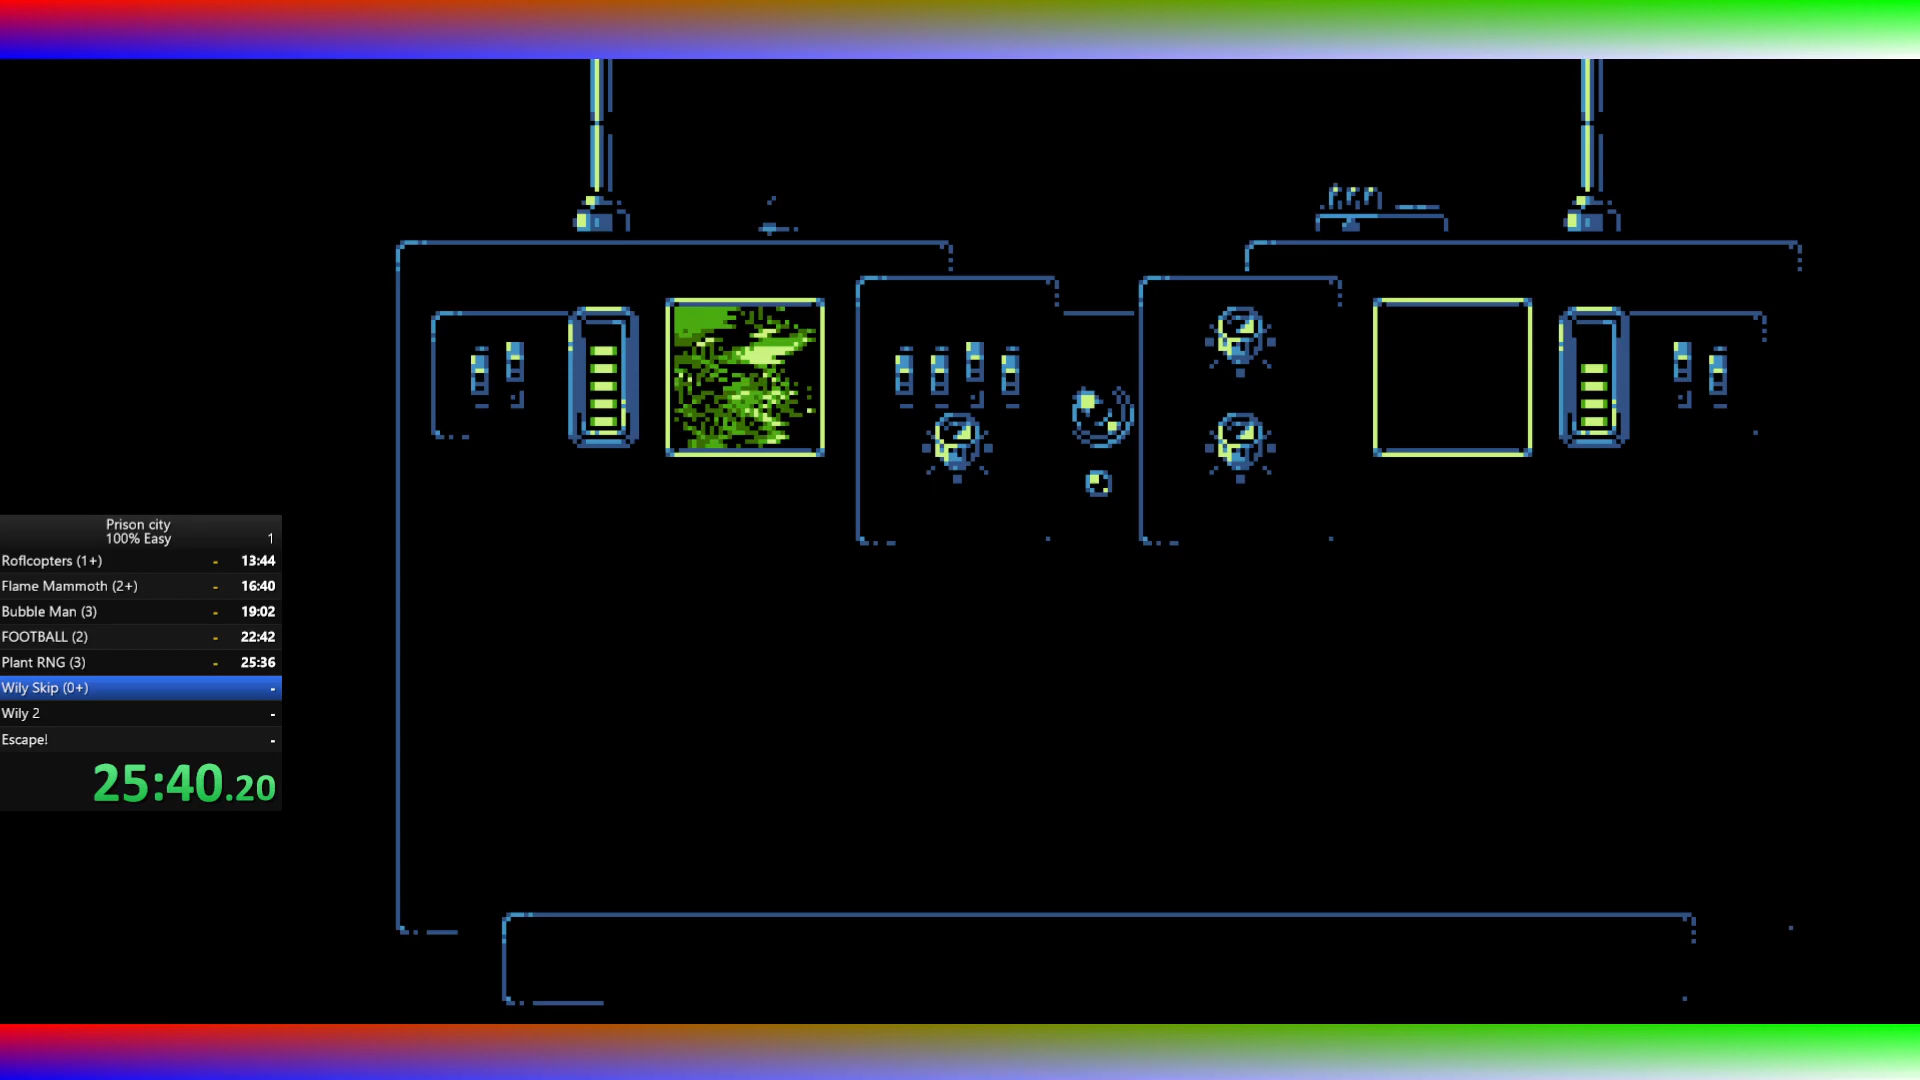 Prison city
100% Easy 1
Roflcopters (1+) - 13:44
Flame Mammoth (2+) - 16:40
Bubble Man (3) - 19:02
FOOTBALL (2) - 22:42
Plant RNG (3) - 25:36
Wily Skip (0+) -
Wily 2 -
Escape! -
25:40.20